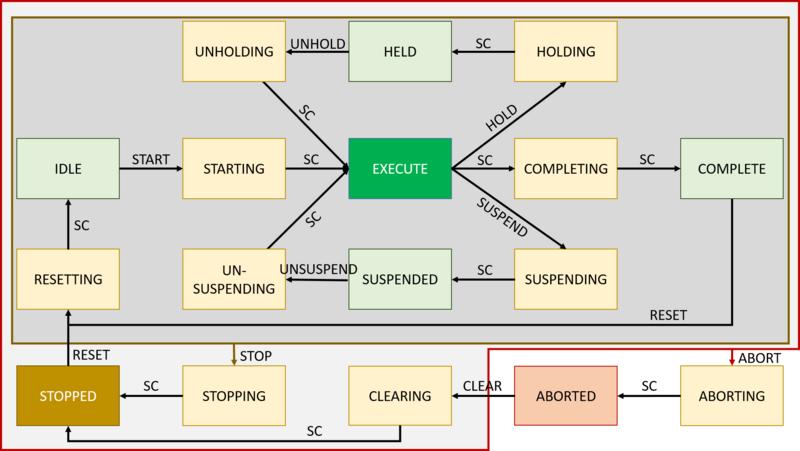 UNHOLDING
UNHOLD
HELD
SC
HOLDING
SC
HOLD
IDLE
START
STARTING
SC
EXECUTE
SC
COMPLETING
SC
COMPLETE
SC
SC
SUSPEND
RESETTING
UN-
SUSPENDING
UNSUSPEND
SUSPENDED
SC
SUSPENDING
RESET
RESET
STOP
ABORT
STOPPED
SC
STOPPING
CLEARING
CLEAR
ABORTED
SC
ABORTING
SC